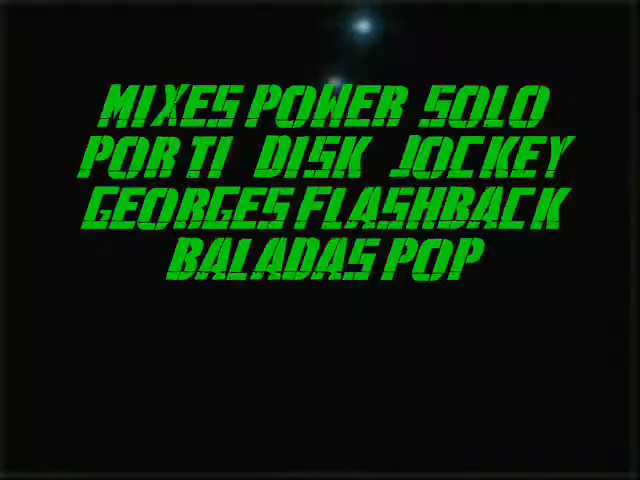 MIXES POWER SOLO
POR TI DISK JOCKEY
GEORGES FLASHBACK
BALADAS POP